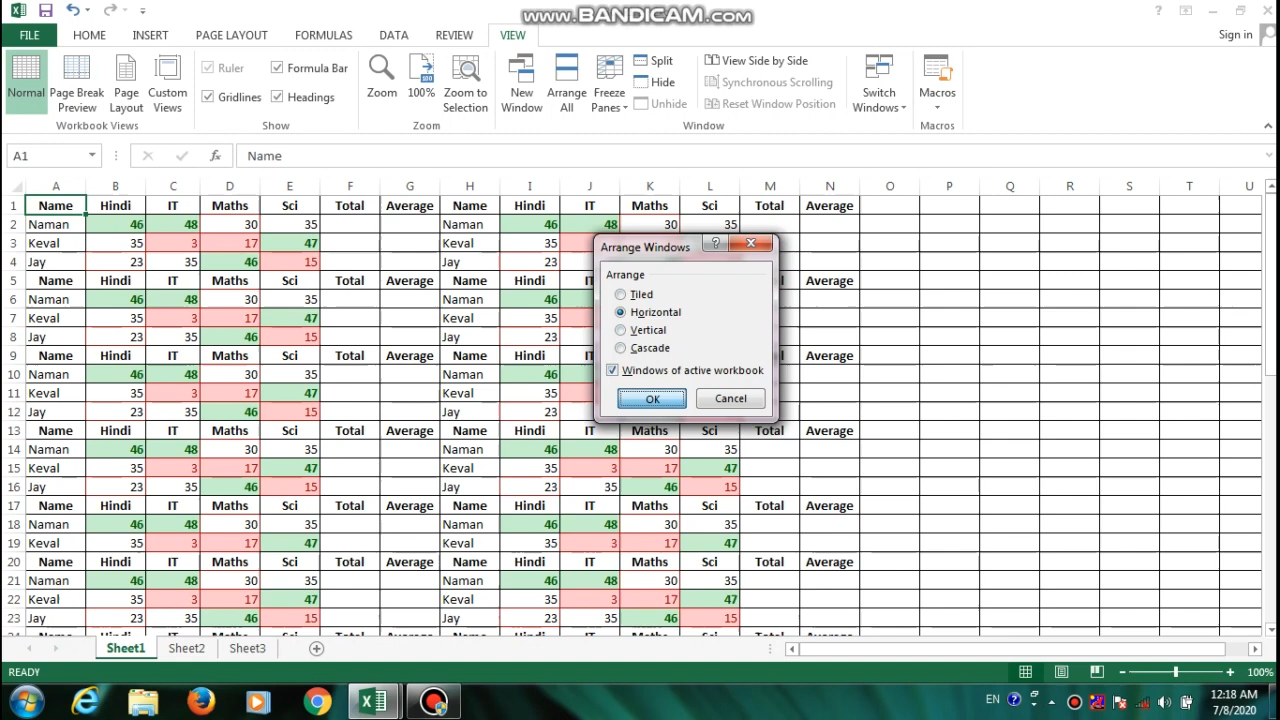 www.BANDICAM.com
FILE HOME INSERT PAGE LAYOUT FORMULAS DATA REVIEW VIEW Sign in
Normal Page Break Preview Page Layout Custom Views
Workbook Views
Ruler Formula Bar
Gridlines Headings
Show
Zoom 100% Zoom to Selection
Zoom
New Window Arrange All Freeze Panes
Split
Hide
Unhide
View Side by Side
Synchronous Scrolling
Reset Window Position
Switch Windows
Window
Macros
Macros
A1 fx Name
A B C D E F G H I J K L M N O P Q R S T U
1 Name Hindi IT Maths Sci Total Average Name Hindi IT Maths Sci Total Average
2 Naman 46 48 30 35 Naman 46 48 30 35
3 Keval 35 3 17 47 Keval 35
4 Jay 23 35 46 15 Jay 23
5 Name Hindi IT Maths Sci Total Average Name Hindi
6 Naman 46 48 30 35 Naman 46
7 Keval 35 3 17 47 Keval 35
8 Jay 23 35 46 15 Jay 23
9 Name Hindi IT Maths Sci Total Average Name Hindi Average
10 Naman 46 48 30 35 Naman 46
11 Keval 35 3 17 47 Keval 35
12 Jay 23 35 46 15 Jay 23
13 Name Hindi IT Maths Sci Total Average Name Hindi IT Maths Sci Total Average
14 Naman 46 48 30 35 Naman 46 48 30 35
15 Keval 35 3 17 47 Keval 35 3 17 47
16 Jay 23 35 46 15 Jay 23 35 46 15
17 Name Hindi IT Maths Sci Total Average Name Hindi IT Maths Sci Total Average
18 Naman 46 48 30 35 Naman 46 48 30 35
19 Keval 35 3 17 47 Keval 35 3 17 47
20 Name Hindi IT Maths Sci Total Average Name Hindi IT Maths Sci Total Average
21 Naman 46 48 30 35 Naman 46 48 30 35
22 Keval 35 3 17 47 Keval 35 3 17 47
23 Jay 23 35 46 15 Jay 23 35 46 15
Arrange Windows
Arrange
Tiled
Horizontal
Vertical
Cascade
Windows of active workbook
OK Cancel
Sheet1 Sheet2 Sheet3
READY 100%
EN 12:18 AM
7/8/2020